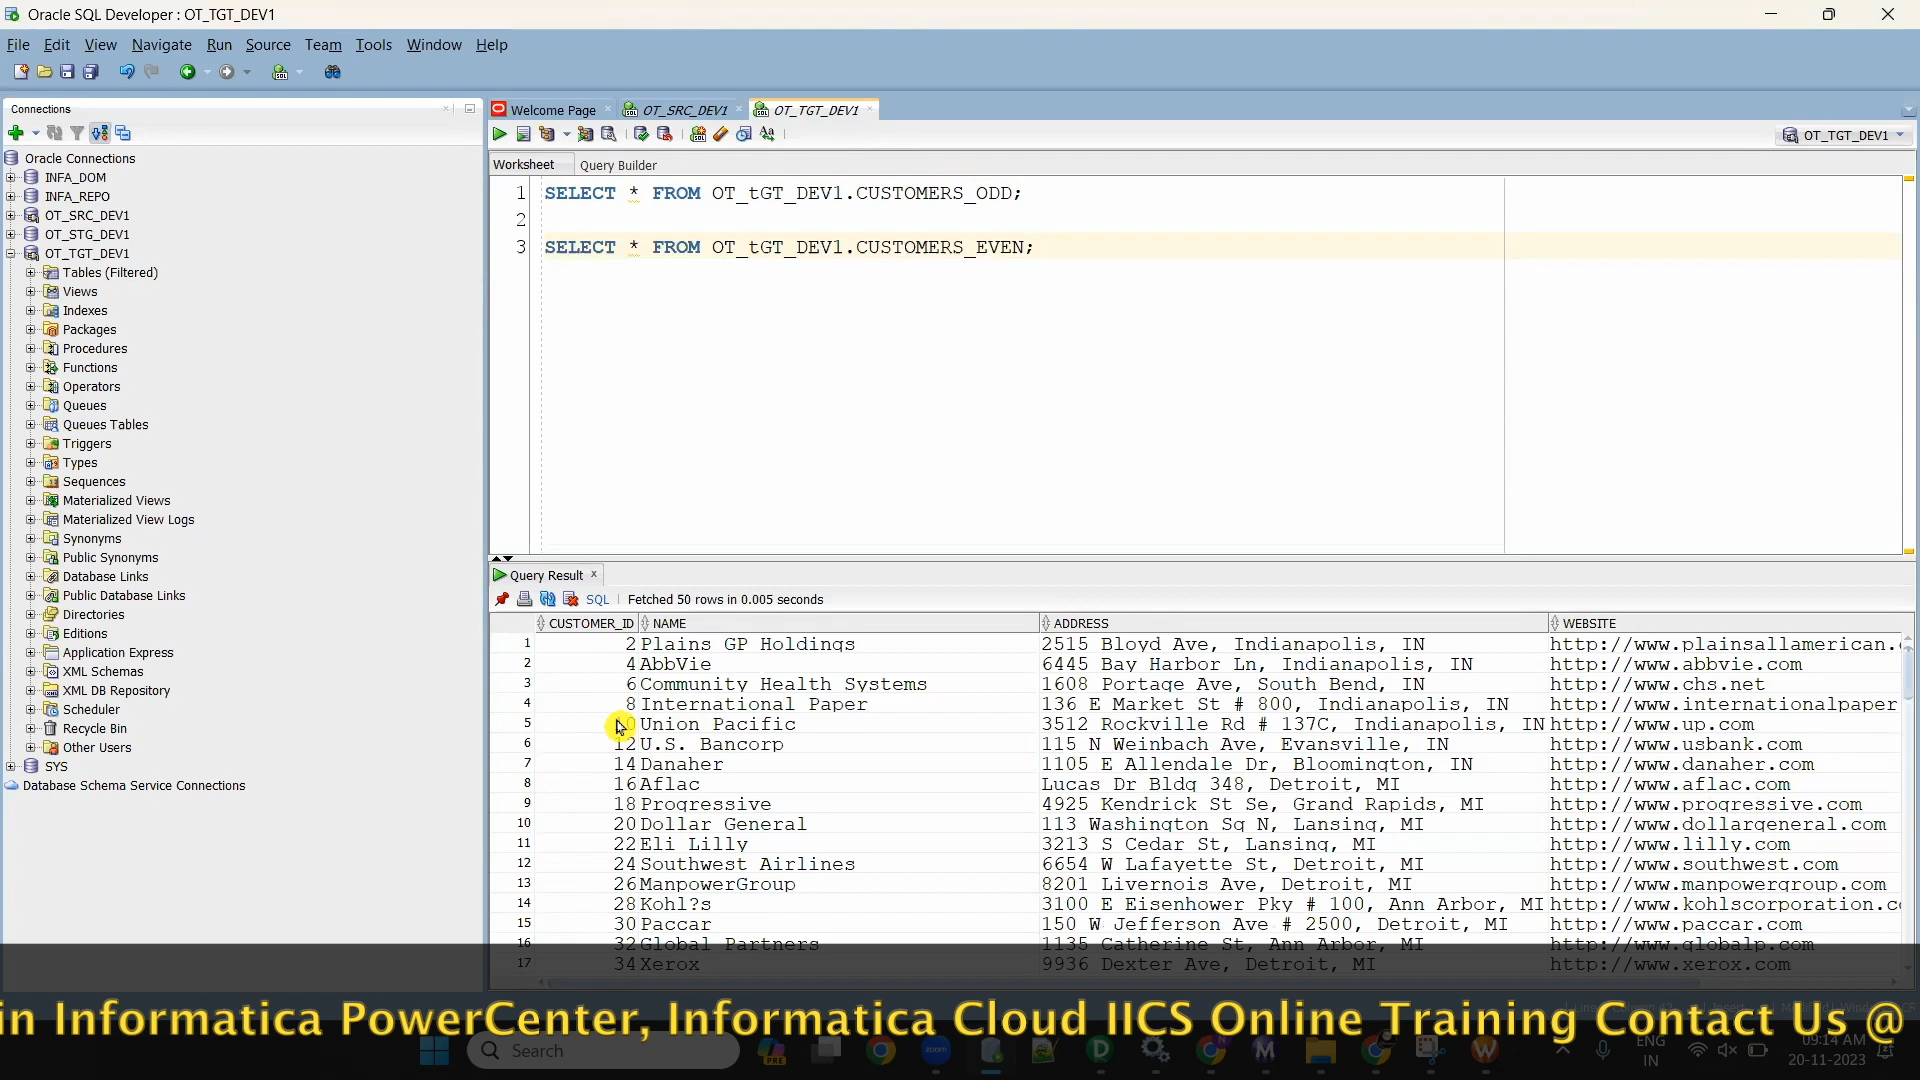 Oracle SQL Developer : OT_TGT_DEV1
File Edit View Navigate Run Source Team Tools Window Help
Connections
Oracle Connections
INFA_DOM
INFA_REPO
OT_SRC_DEV1
OT_STG_DEV1
OT_TGT_DEV1
Tables (Filtered)
Views
Indexes
Packages
Procedures
Functions
Operators
Queues
Queues Tables
Triggers
Types
Sequences
Materialized Views
Materialized View Logs
Synonyms
Public Synonyms
Database Links
Public Database Links
Directories
Editions
Application Express
XML Schemas
XML DB Repository
Scheduler
Recycle Bin
Other Users
SYS
Database Schema Service Connections
Welcome Page OT_SRC_DEV1 OT_TGT_DEV1
OT_TGT_DEV1
Worksheet Query Builder
1 SELECT * FROM OT_tGT_DEV1.CUSTOMERS_ODD;
2
3 SELECT * FROM OT_tGT_DEV1.CUSTOMERS_EVEN;
Query Result
SQL Fetched 50 rows in 0.005 seconds
CUSTOMER_ID NAME ADDRESS WEBSITE
1 2 Plains GP Holdings 2515 Bloyd Ave, Indianapolis, IN http://www.plainsallamerican.
2 4 AbbVie 6445 Bay Harbor Ln, Indianapolis, IN http://www.abbvie.com
3 6 Community Health Systems 1608 Portage Ave, South Bend, IN http://www.chs.net
4 8 International Paper 136 E Market St # 800, Indianapolis, IN http://www.internationalpaper
5 Union Pacific 3512 Rockville Rd # 137C, Indianapolis, IN http://www.up.com
6 12 U.S. Bancorp 115 N Weinbach Ave, Evansville, IN http://www.usbank.com
7 14 Danaher 1105 E Allendale Dr, Bloomington, IN http://www.danaher.com
8 16 Aflac Lucas Dr Bldg 348, Detroit, MI http://www.aflac.com
9 18 Progressive 4925 Kendrick St Se, Grand Rapids, MI http://www.progressive.com
10 20 Dollar General 113 Washington Sq N, Lansing, MI http://www.dollargeneral.com
11 22 Eli Lilly 3213 S Cedar St, Lansing, MI http://www.lilly.com
12 24 Southwest Airlines 6654 W Lafayette St, Detroit, MI http://www.southwest.com
13 26 ManpowerGroup 8201 Livernois Ave, Detroit, MI http://www.manpowergroup.com
14 28 Kohl?s 3100 E Eisenhower Pky # 100, Ann Arbor, MI http://www.kohlscorporation.c
15 30 Paccar 150 W Jefferson Ave # 2500, Detroit, MI http://www.paccar.com
16 32 Global Partners 1135 Catherine St, Ann Arbor, MI http://www.globalp.com
17 34 Xerox 9936 Dexter Ave, Detroit, MI http://www.xerox.com
in Informatica PowerCenter, Informatica Cloud IICS Online Training Contact Us @
Search
PRE
zoom
ENG
IN
09:14 AM
20-11-2023